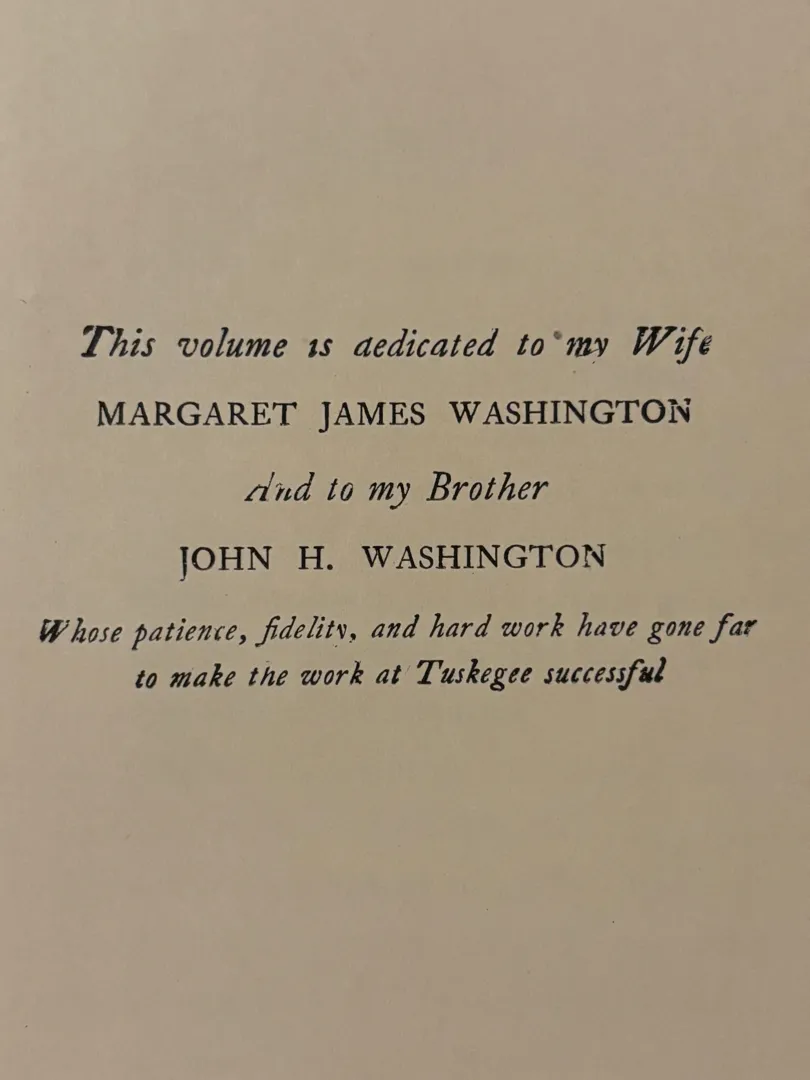 This volume is dedicated to my Wife
MARGARET JAMES WASHINGTON
And to my Brother
JOHN H. WASHINGTON
Whose patience, fidelity, and hard work have gone far
to make the work at Tuskegee successful